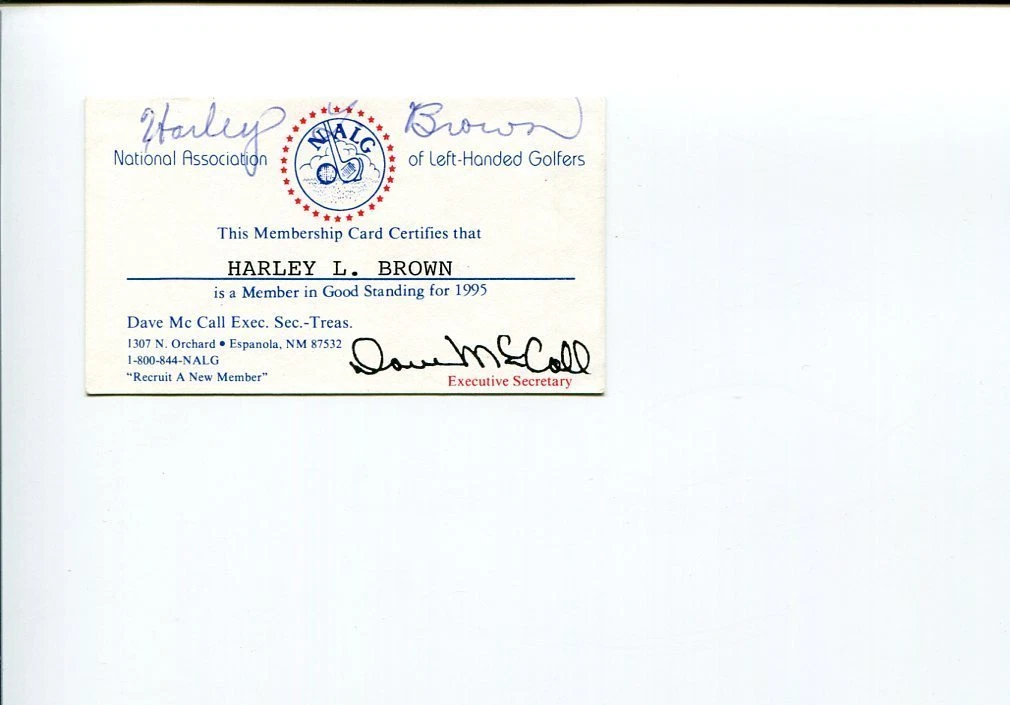 Harley L Brown
NALG
National Association of Left-Handed Golfers
This Membership Card Certifies that
HARLEY L. BROWN
is a Member in Good Standing for 1995
Dave Mc Call Exec. Sec.-Treas.
1307 N. Orchard • Espanola, NM 87532
1-800-844-NALG
"Recruit A New Member"
Dave McCall
Executive Secretary